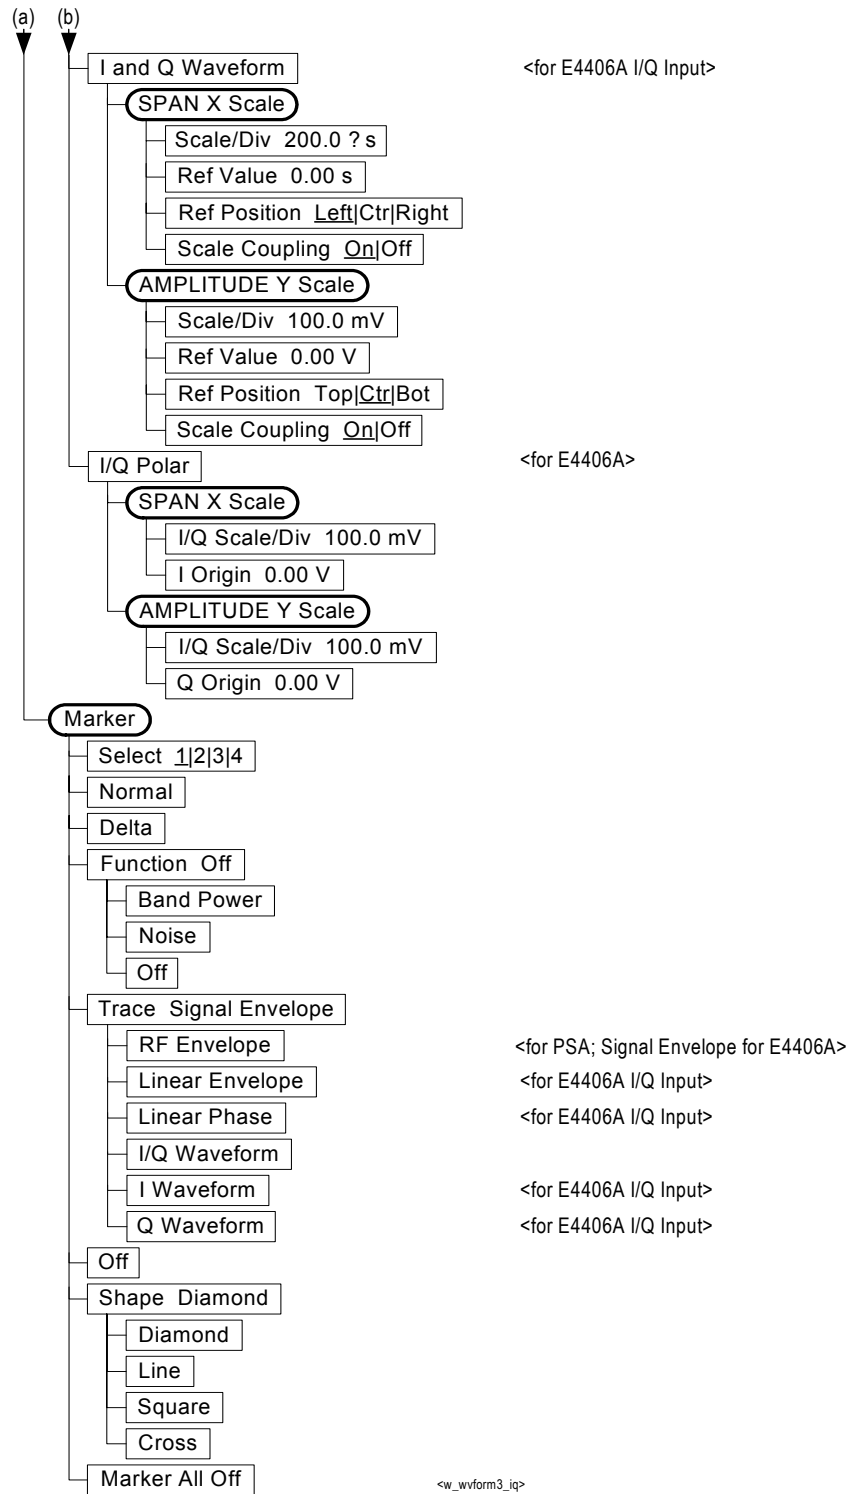 (a) (b)
I and Q Waveform <for E4406A I/Q Input>
SPAN X Scale
Scale/Div 200.0 ? s
Ref Value 0.00 s
Ref Position Left|Ctr|Right
Scale Coupling On|Off
AMPLITUDE Y Scale
Scale/Div 100.0 mV
Ref Value 0.00 V
Ref Position Top|Ctr|Bot
Scale Coupling On|Off
I/Q Polar <for E4406A>
SPAN X Scale
I/Q Scale/Div 100.0 mV
I Origin 0.00 V
AMPLITUDE Y Scale
I/Q Scale/Div 100.0 mV
Q Origin 0.00 V
Marker
Select 1|2|3|4
Normal
Delta
Function Off
Band Power
Noise
Off
Trace Signal Envelope
RF Envelope <for PSA; Signal Envelope for E4406A>
Linear Envelope <for E4406A I/Q Input>
Linear Phase <for E4406A I/Q Input>
I/Q Waveform
I Waveform <for E4406A I/Q Input>
Q Waveform <for E4406A I/Q Input>
Off
Shape Diamond
Diamond
Line
Square
Cross
Marker All Off <w_wvform3_iq>